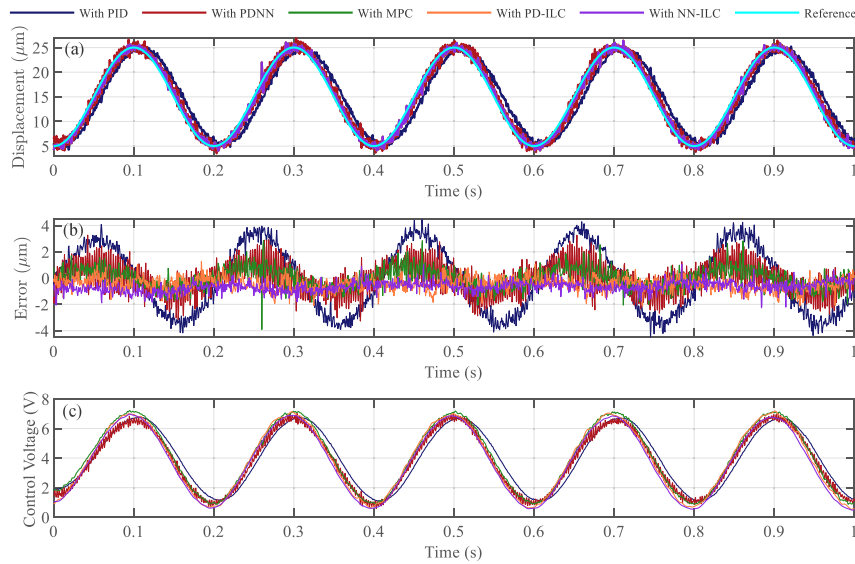 With PID With PDNN With MPC With PD-ILC With NN-ILC Reference
(a)
Displacement (μm)
25
20
15
10
5
0 0.1 0.2 0.3 0.4 0.5 0.6 0.7 0.8 0.9 1
Time (s)
(b)
Error (μm)
4
2
0
-2
-4
0 0.1 0.2 0.3 0.4 0.5 0.6 0.7 0.8 0.9 1
Time (s)
(c)
Control Voltage (V)
8
6
4
2
0
0 0.1 0.2 0.3 0.4 0.5 0.6 0.7 0.8 0.9 1
Time (s)